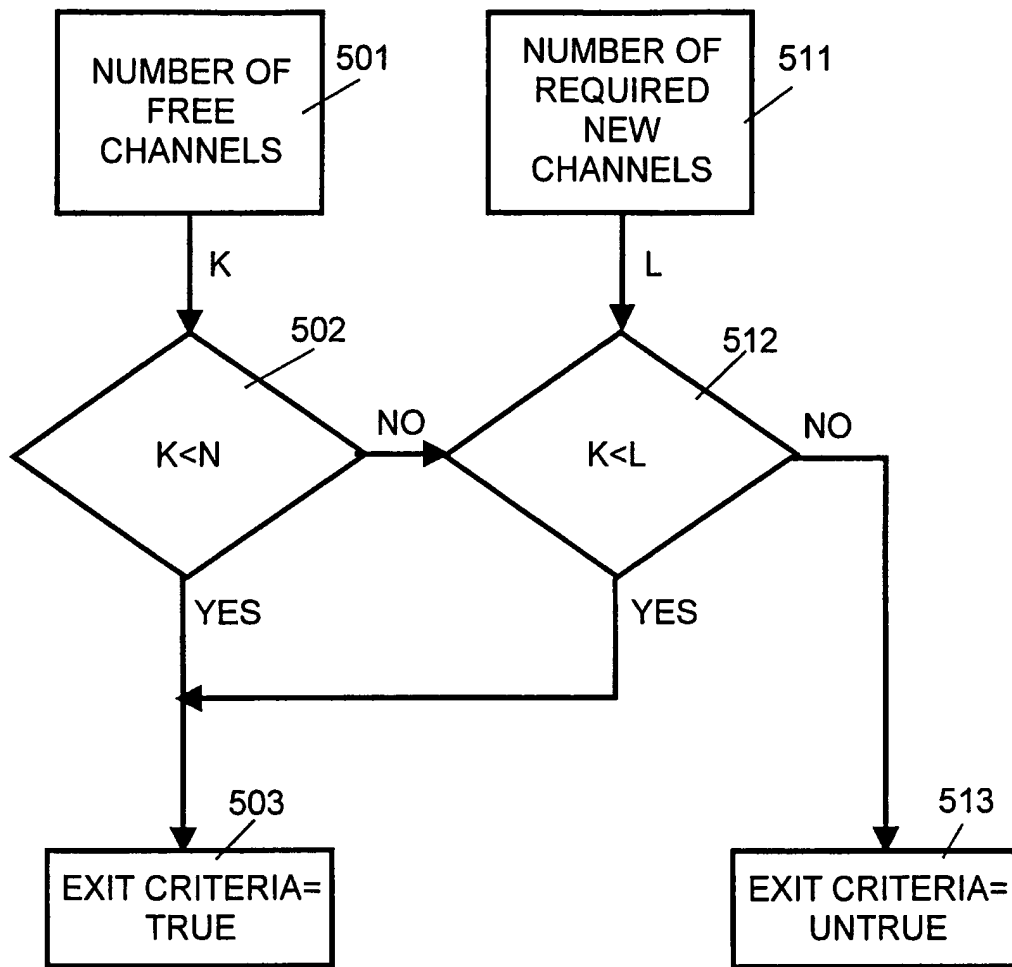 NUMBER OF
FREE
CHANNELS
501
NUMBER OF
REQUIRED
NEW
CHANNELS
511
K
L
502
512
K<N
NO
K<L
NO
YES
YES
503
513
EXIT CRITERIA=
TRUE
EXIT CRITERIA=
UNTRUE